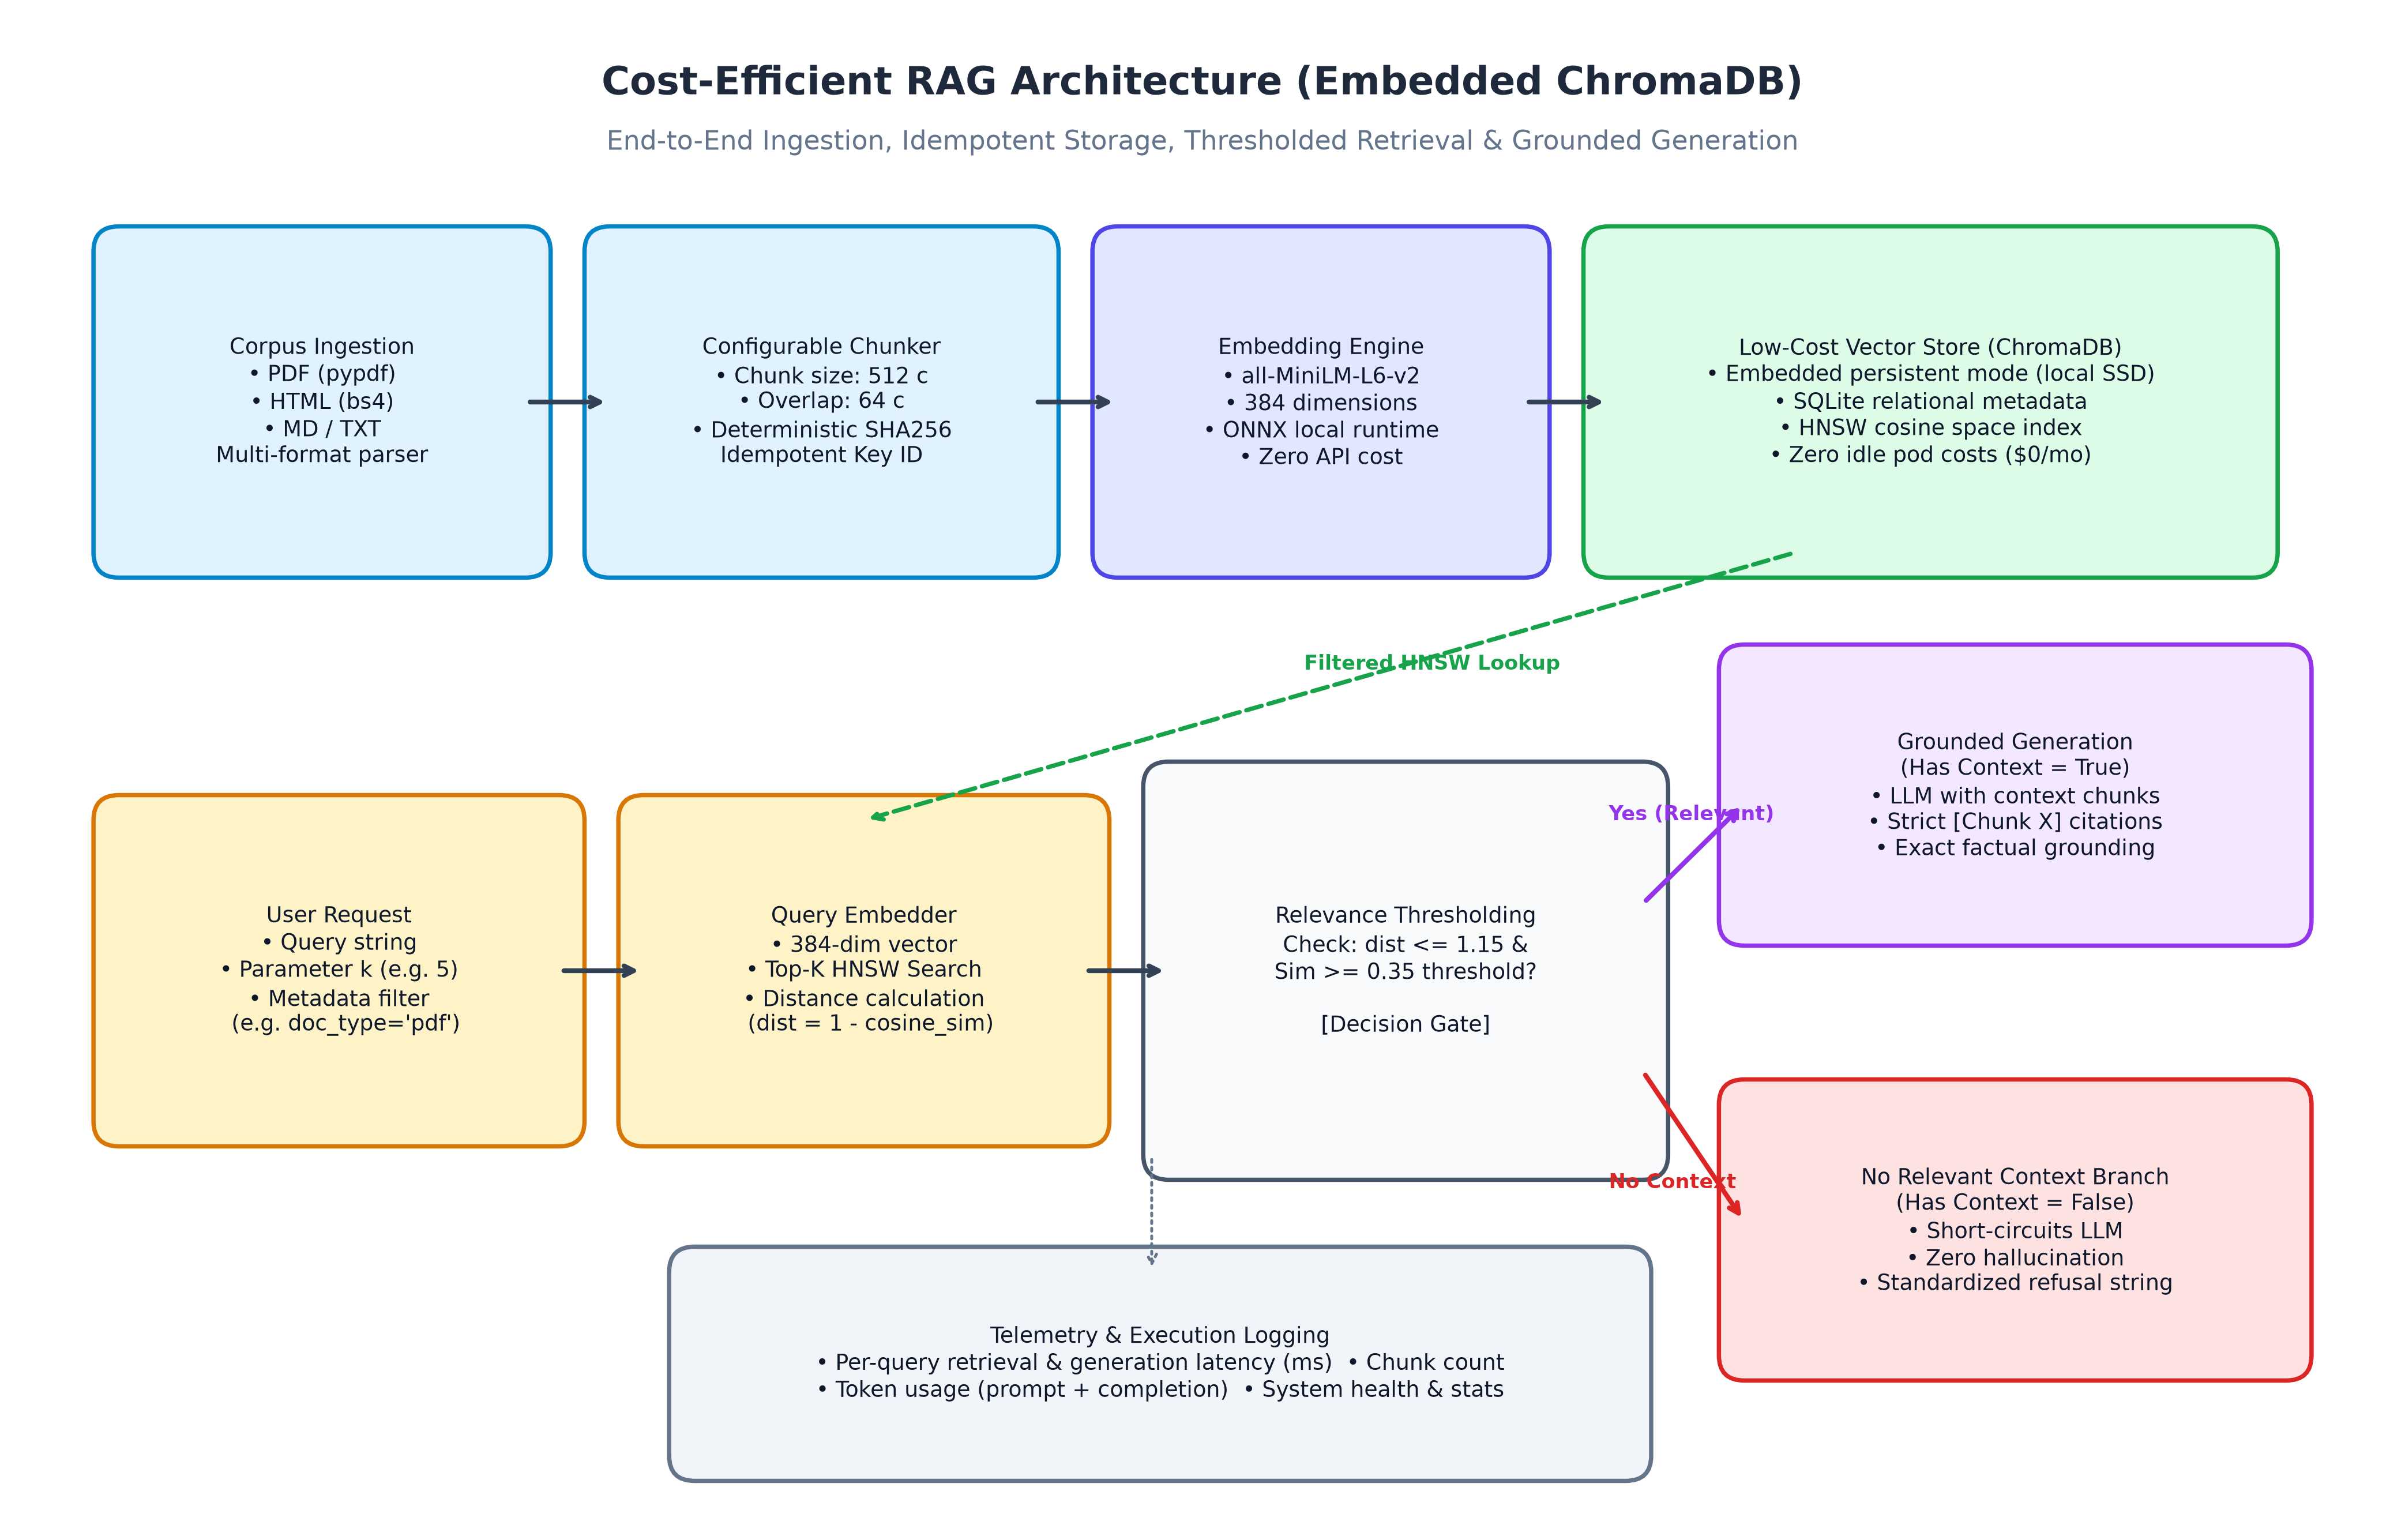 Cost-Efficient RAG Architecture (Embedded ChromaDB)
End-to-End Ingestion, Idempotent Storage, Thresholded Retrieval & Grounded Generation
Corpus Ingestion
• PDF (pypdf)
• HTML (bs4)
• MD / TXT
Multi-format parser
Configurable Chunker
• Chunk size: 512 c
• Overlap: 64 c
• Deterministic SHA256
Idempotent Key ID
Embedding Engine
• all-MiniLM-L6-v2
• 384 dimensions
• ONNX local runtime
• Zero API cost
Low-Cost Vector Store (ChromaDB)
• Embedded persistent mode (local SSD)
• SQLite relational metadata
• HNSW cosine space index
• Zero idle pod costs ($0/mo)
Filtered HNSW Lookup
User Request
• Query string
• Parameter k (e.g. 5)
• Metadata filter
(e.g. doc_type='pdf')
Query Embedder
• 384-dim vector
• Top-K HNSW Search
• Distance calculation
(dist = 1 - cosine_sim)
Relevance Thresholding
Check: dist <= 1.15 &
Sim >= 0.35 threshold?
[Decision Gate]
Yes (Relevant)
Grounded Generation
(Has Context = True)
• LLM with context chunks
• Strict [Chunk X] citations
• Exact factual grounding
No Context
No Relevant Context Branch
(Has Context = False)
• Short-circuits LLM
• Zero hallucination
• Standardized refusal string
Telemetry & Execution Logging
• Per-query retrieval & generation latency (ms) • Chunk count
• Token usage (prompt + completion) • System health & stats